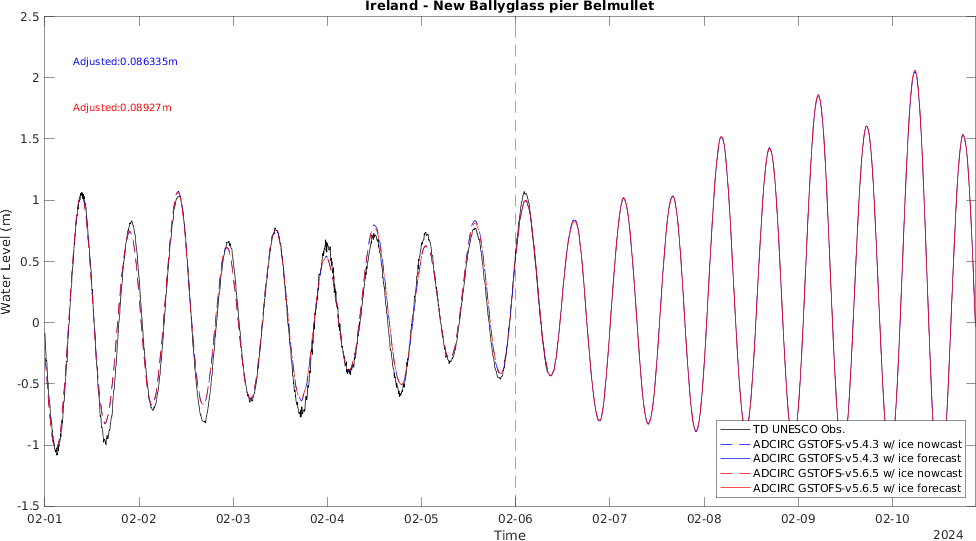 Ireland - New Ballyglass pier Belmullet
2.5
2
1.5
1
0.5
0
-0.5
-1
-1.5
Water Level (m)
Adjusted:0.086335m
Adjusted:0.08927m
TD UNESCO Obs.
ADCIRC GSTOFS-v5.4.3 w/ ice nowcast
ADCIRC GSTOFS-v5.4.3 w/ ice forecast
ADCIRC GSTOFS-v5.6.5 w/ ice nowcast
ADCIRC GSTOFS-v5.6.5 w/ ice forecast
02-01 02-02 02-03 02-04 02-05 02-06 02-07 02-08 02-09 02-10
Time
2024